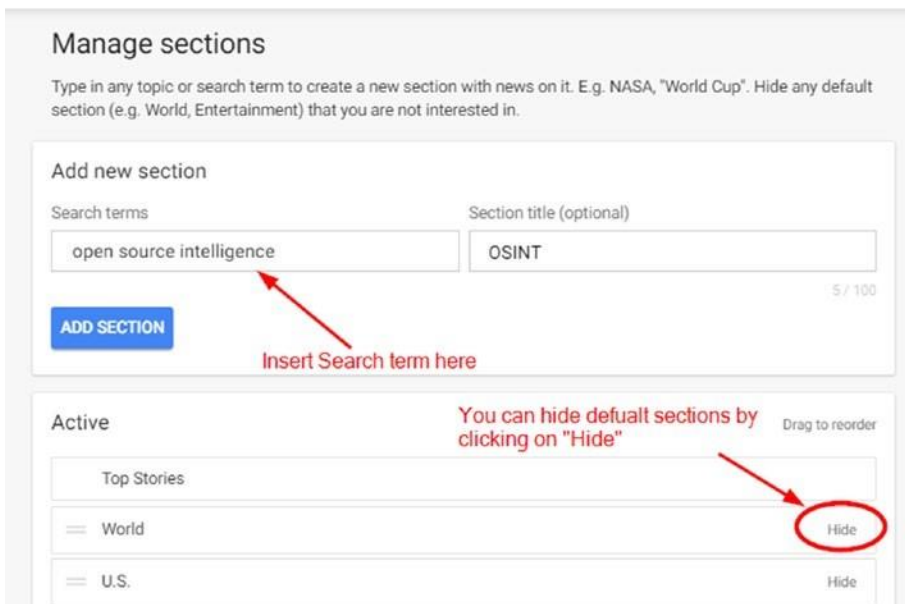 Manage sections
Type in any topic or search term to create a new section with news on it. E.g. NASA, "World Cup". Hide any default
section (e.g. World, Entertainment) that you are not interested in.
Add new section
Search terms
Section title (optional)
open source intelligence
OSINT
5 / 100
ADD SECTION
Insert Search term here
Active
You can hide defualt sections by
clicking on "Hide"
Drag to reorder
Top Stories
World
Hide
U.S.
Hide